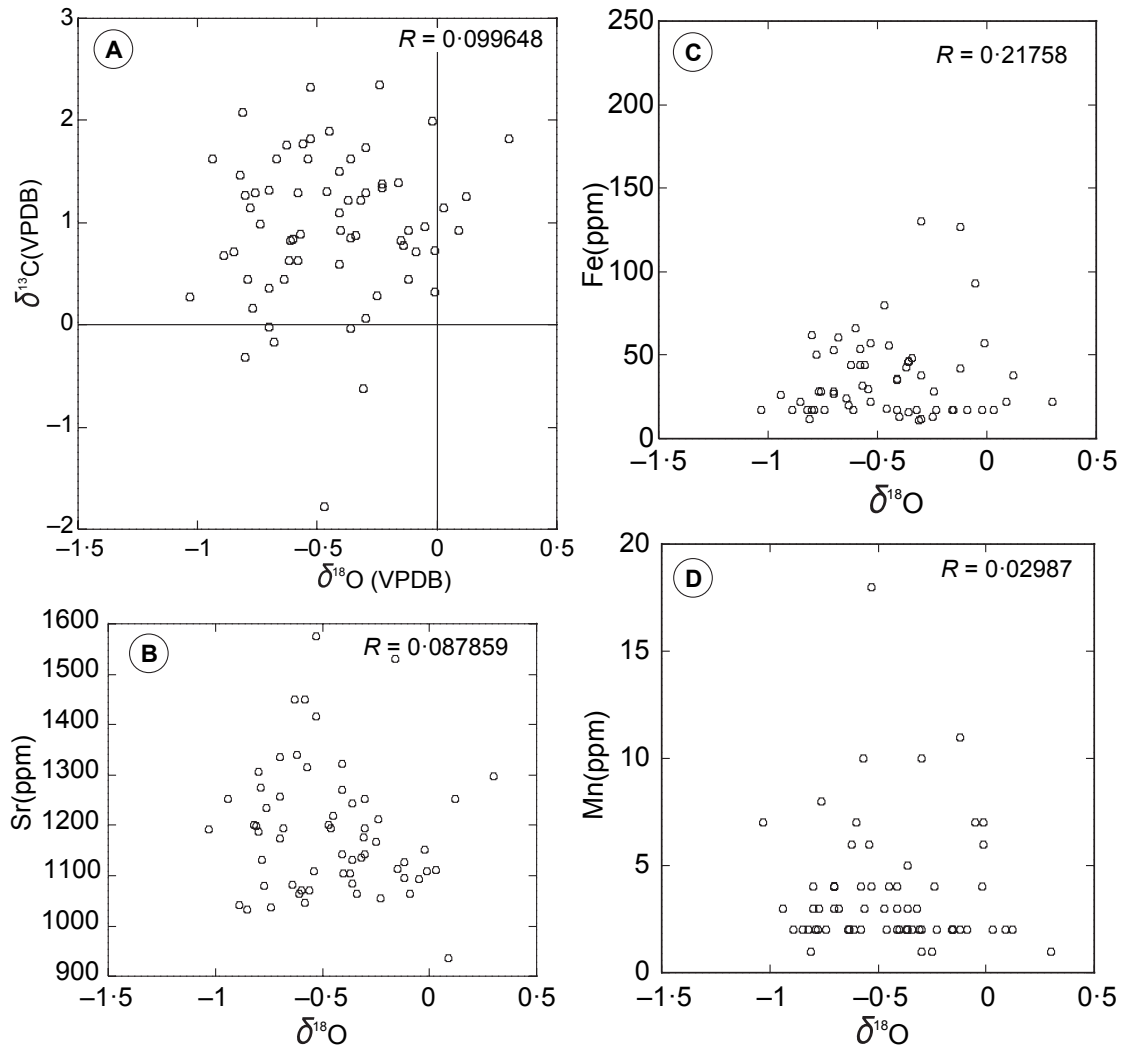 A
R = 0·099648
3
2
1
0
–1
–2
δ¹³C(VPDB)
–1·5
–1
–0·5
0
0·5
δ¹⁸O (VPDB)
B
R = 0·087859
1600
1500
1400
1300
1200
1100
1000
900
Sr(ppm)
–1·5
–1
–0·5
0
0·5
δ¹⁸O
C
R = 0·21758
250
200
150
100
50
0
Fe(ppm)
–1·5
–1
–0·5
0
0·5
δ¹⁸O
D
R = 0·02987
20
15
10
5
0
Mn(ppm)
–1·5
–1
–0·5
0
0·5
δ¹⁸O